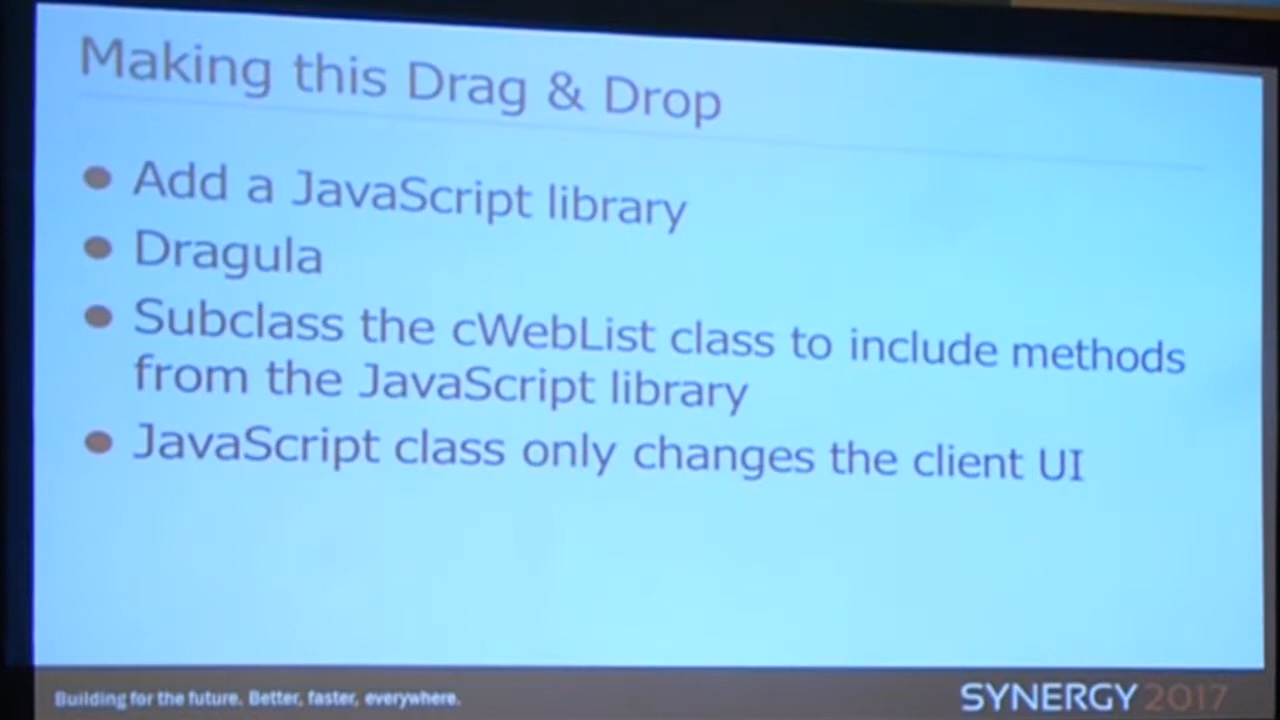 Making this Drag & Drop
Add a JavaScript library
Dragula
Subclass the cWebList class to include methods
from the JavaScript library
JavaScript class only changes the client UI
Building for the future. Better, faster, everywhere.
SYNERGY 2017